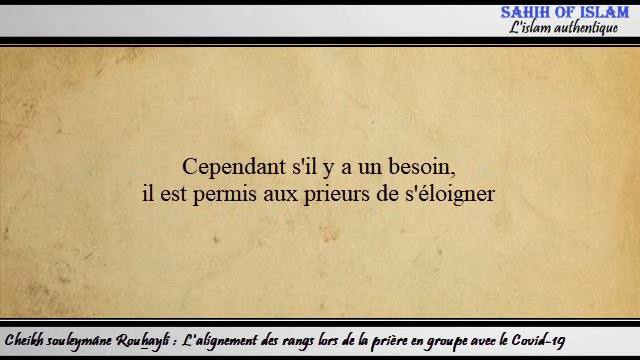 SAHIH OF ISLAM
L'islam authentique
Cependant s'il y a un besoin,
il est permis aux prieurs de s'éloigner
Cheikh souleymâne Rouhayli : L'alignement des rangs lors de la prière en groupe avec le Covid-19